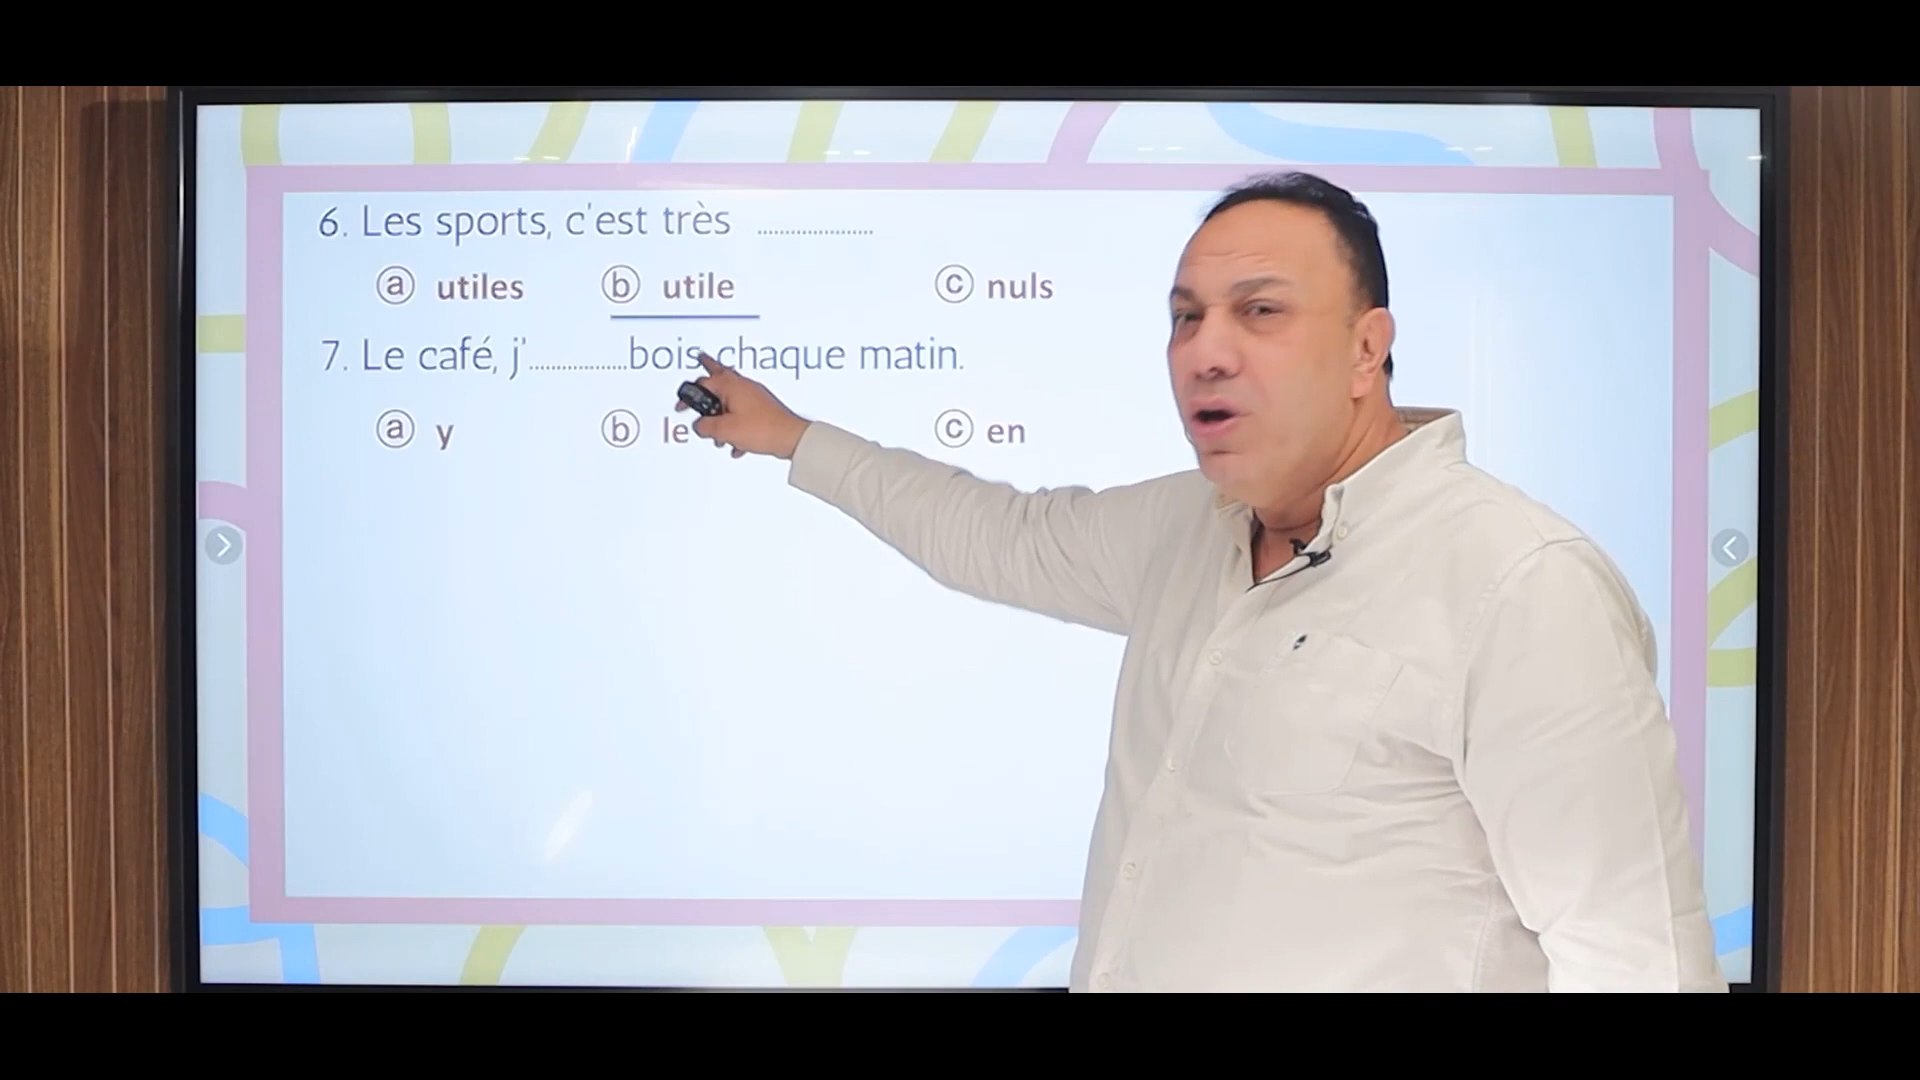 6. Les sports, c'est très ......................
ⓐ utiles ⓑ utile ⓒ nuls
7. Le café, j'..................bois chaque matin.
ⓐ y ⓑ le ⓒ en